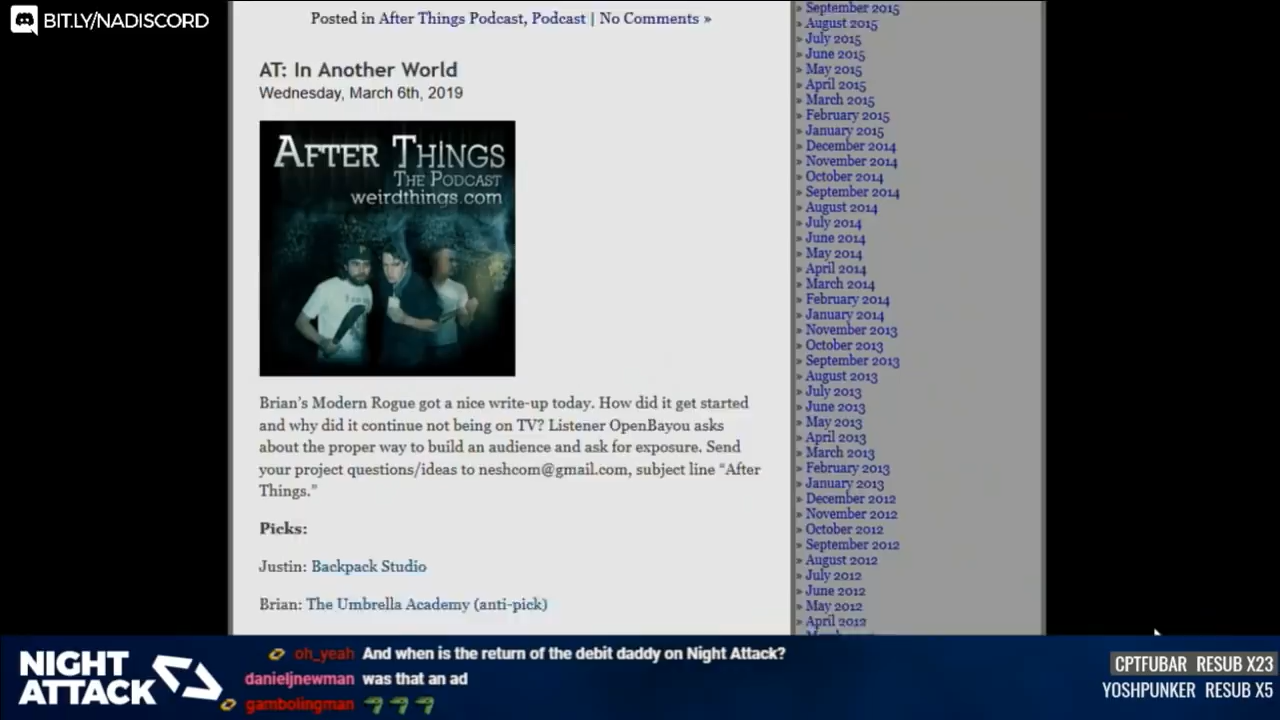 BIT.LY/NADISCORD
Posted in After Things Podcast, Podcast | No Comments »
AT: In Another World
Wednesday, March 6th, 2019
AFTER THINGS
THE PODCAST
weirdthings.com
Brian's Modern Rogue got a nice write-up today. How did it get started
and why did it continue not being on TV? Listener OpenBayou asks
about the proper way to build an audience and ask for exposure. Send
your project questions/ideas to neshcom@gmail.com, subject line “After
Things.”
Picks:
Justin: Backpack Studio
Brian: The Umbrella Academy (anti-pick)
» September 2015
» August 2015
» July 2015
» June 2015
» May 2015
» April 2015
» March 2015
» February 2015
» January 2015
» December 2014
» November 2014
» October 2014
» September 2014
» August 2014
» July 2014
» June 2014
» May 2014
» April 2014
» March 2014
» February 2014
» January 2014
» November 2013
» October 2013
» September 2013
» August 2013
» July 2013
» June 2013
» May 2013
» April 2013
» March 2013
» February 2013
» January 2013
» December 2012
» November 2012
» October 2012
» September 2012
» August 2012
» July 2012
» June 2012
» May 2012
» April 2012
NIGHT
ATTACK
oh_yeah And when is the return of the debit daddy on Night Attack?
danieljnewman was that an ad
gambolingman
CPTFUBAR RESUB X23
YOSHPUNKER RESUB X5